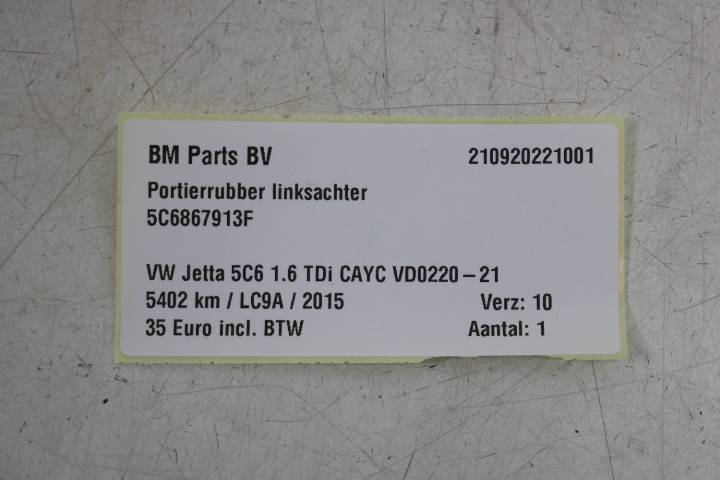 BM Parts BV 210920221001
Portierrubber linksachter
5C6867913F
VW Jetta 5C6 1.6 TDi CAYC VD0220-21
5402 km / LC9A / 2015 Verz: 10
35 Euro incl. BTW Aantal: 1